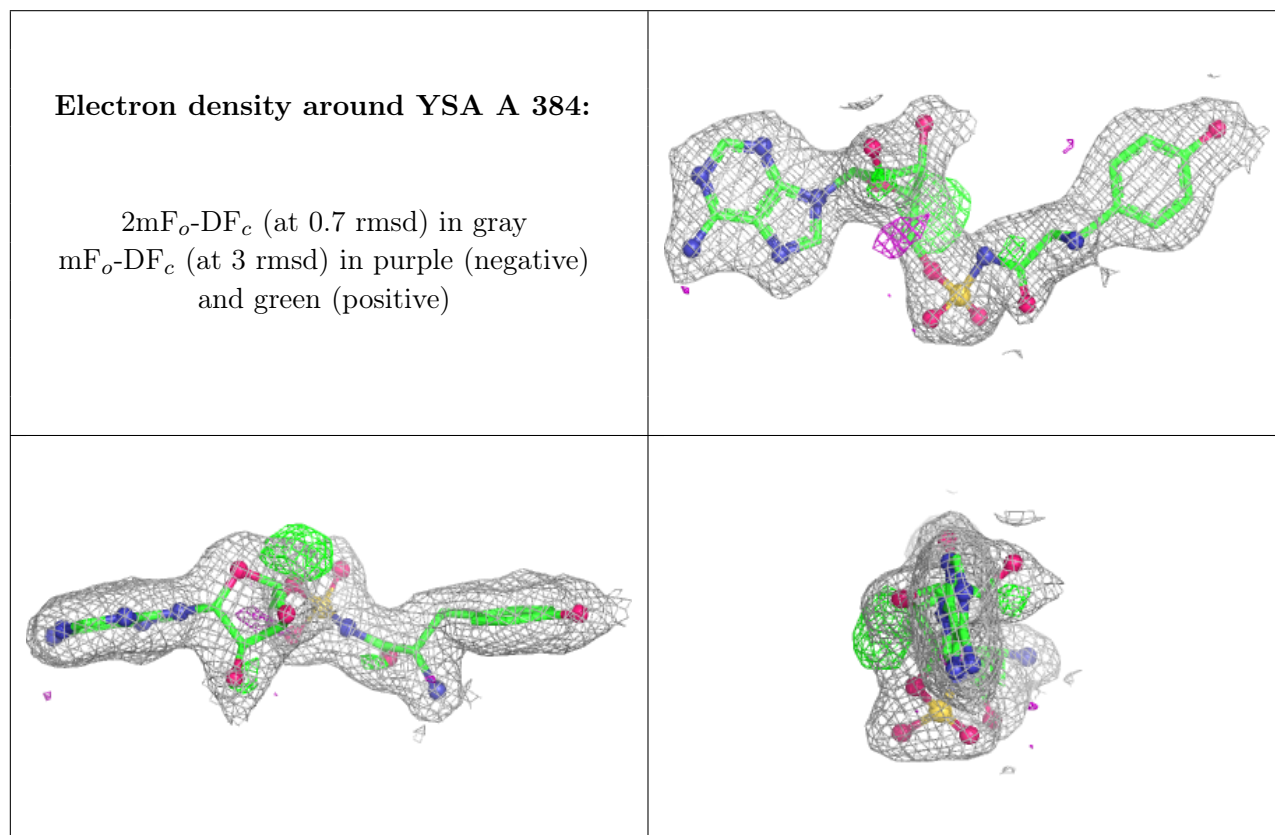 Electron density around YSA A 384:
2mFo-DFc (at 0.7 rmsd) in gray
mFo-DFc (at 3 rmsd) in purple (negative)
and green (positive)